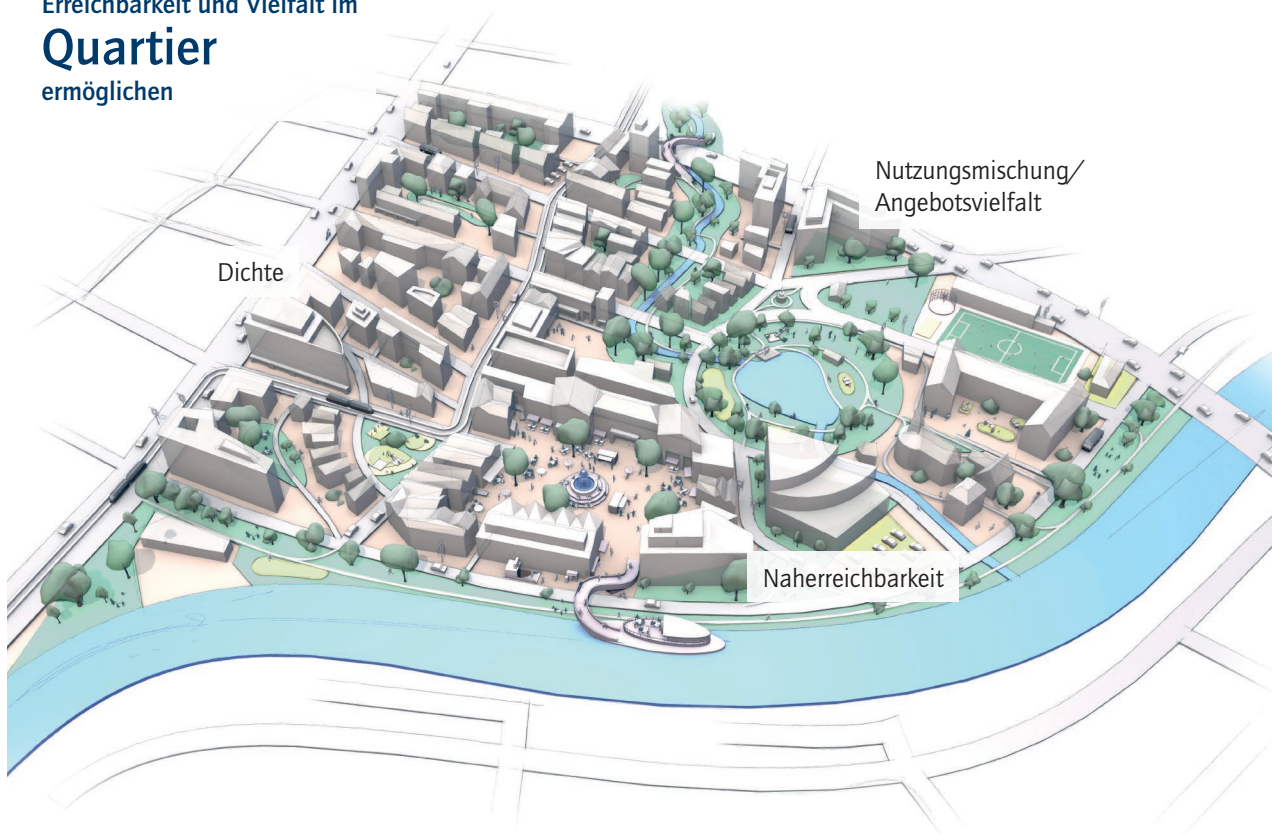 Erreichbarkeit und Vielfalt im
Quartier
ermöglichen
Nutzungsmischung/
Angebotsvielfalt
Dichte
Naherreichbarkeit